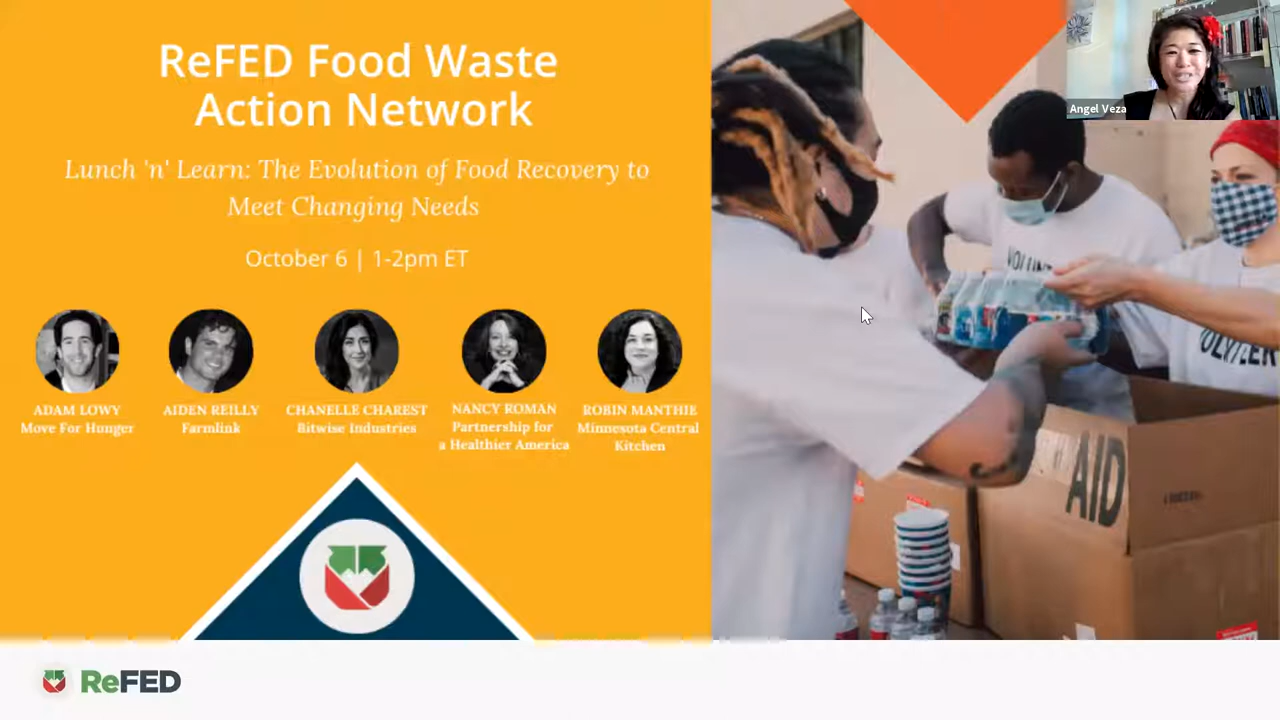 ReFED Food Waste
Action Network
Lunch 'n' Learn: The Evolution of Food Recovery to
Meet Changing Needs
October 6 | 1-2pm ET
ADAM LOWY
Move For Hunger
AIDEN REILLY
Farmlink
CHANELLE CHAREST
Bitwise Industries
NANCY ROMAN
Partnership for
a Healthier America
ROBIN MANTHIE
Minnesota Central
Kitchen
Angel Veza
VOLUNT
VOLUNTEER
AID
ReFED